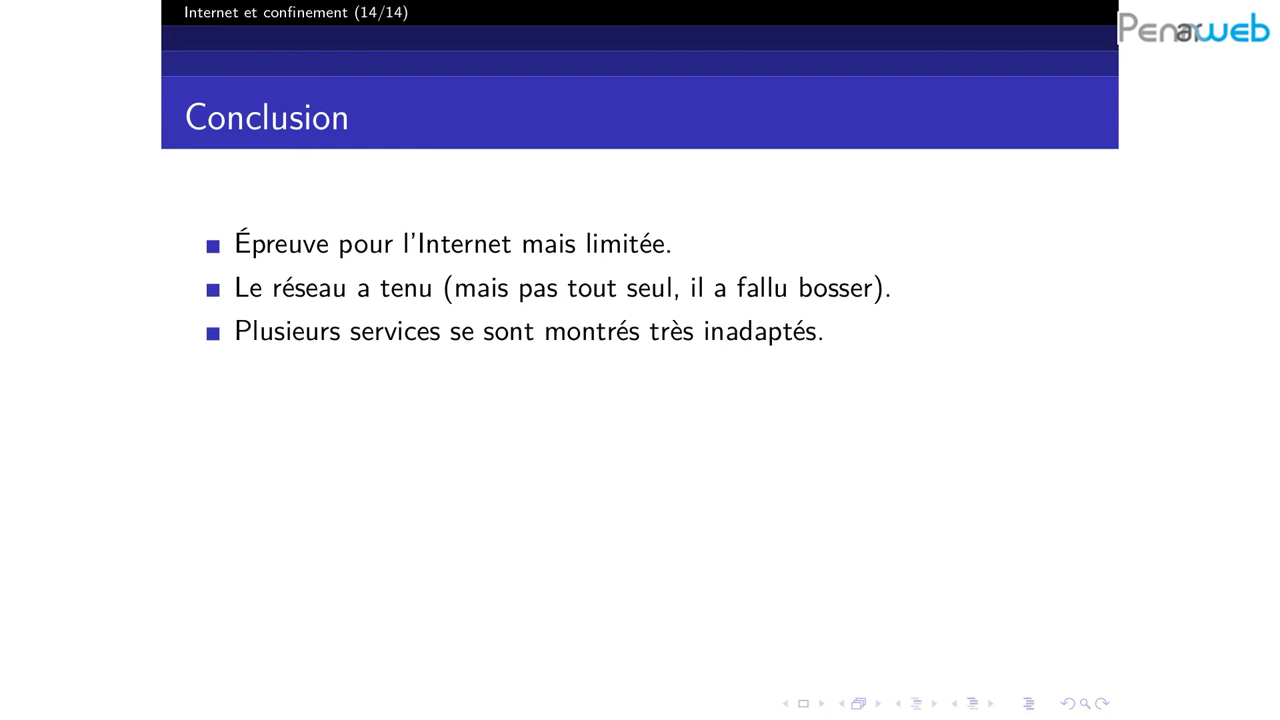 Internet et confinement (14/14)
Penarweb
Conclusion
Épreuve pour l'Internet mais limitée.
Le réseau a tenu (mais pas tout seul, il a fallu bosser).
Plusieurs services se sont montrés très inadaptés.